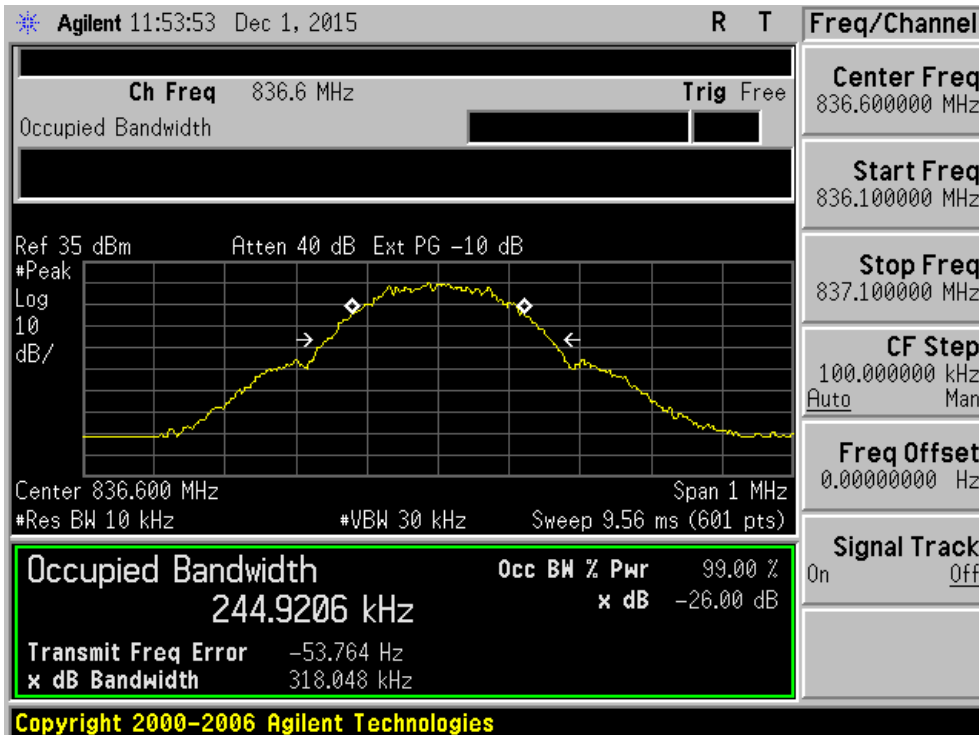 Agilent 11:53:53 Dec 1, 2015 R T
Ch Freq 836.6 MHz Trig Free
Occupied Bandwidth
Ref 35 dBm Atten 40 dB Ext PG -10 dB
#Peak
Log
10
dB/
Center 836.600 MHz Span 1 MHz
#Res BW 10 kHz #VBW 30 kHz Sweep 9.56 ms (601 pts)
Occupied Bandwidth Occ BW % Pwr 99.00 %
244.9206 kHz x dB -26.00 dB
Transmit Freq Error -53.764 Hz
x dB Bandwidth 318.048 kHz
Copyright 2000-2006 Agilent Technologies
Freq/Channel
Center Freq
836.600000 MHz
Start Freq
836.100000 MHz
Stop Freq
837.100000 MHz
CF Step
100.000000 kHz
Auto Man
Freq Offset
0.00000000 Hz
Signal Track
On Off